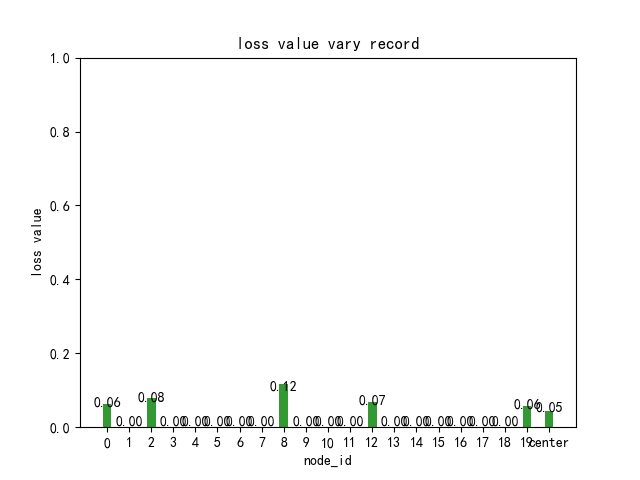 loss value vary record
1.0
0.8
0.6
0.4
0.2
0.0
loss value
0.06 0.00 0.08 0.00 0.00 0.00 0.00 0.00 0.12 0.00 0.00 0.00 0.07 0.00 0.00 0.00 0.00 0.00 0.00 0.06 0.05
0 1 2 3 4 5 6 7 8 9 10 11 12 13 14 15 16 17 18 19 center
node_id